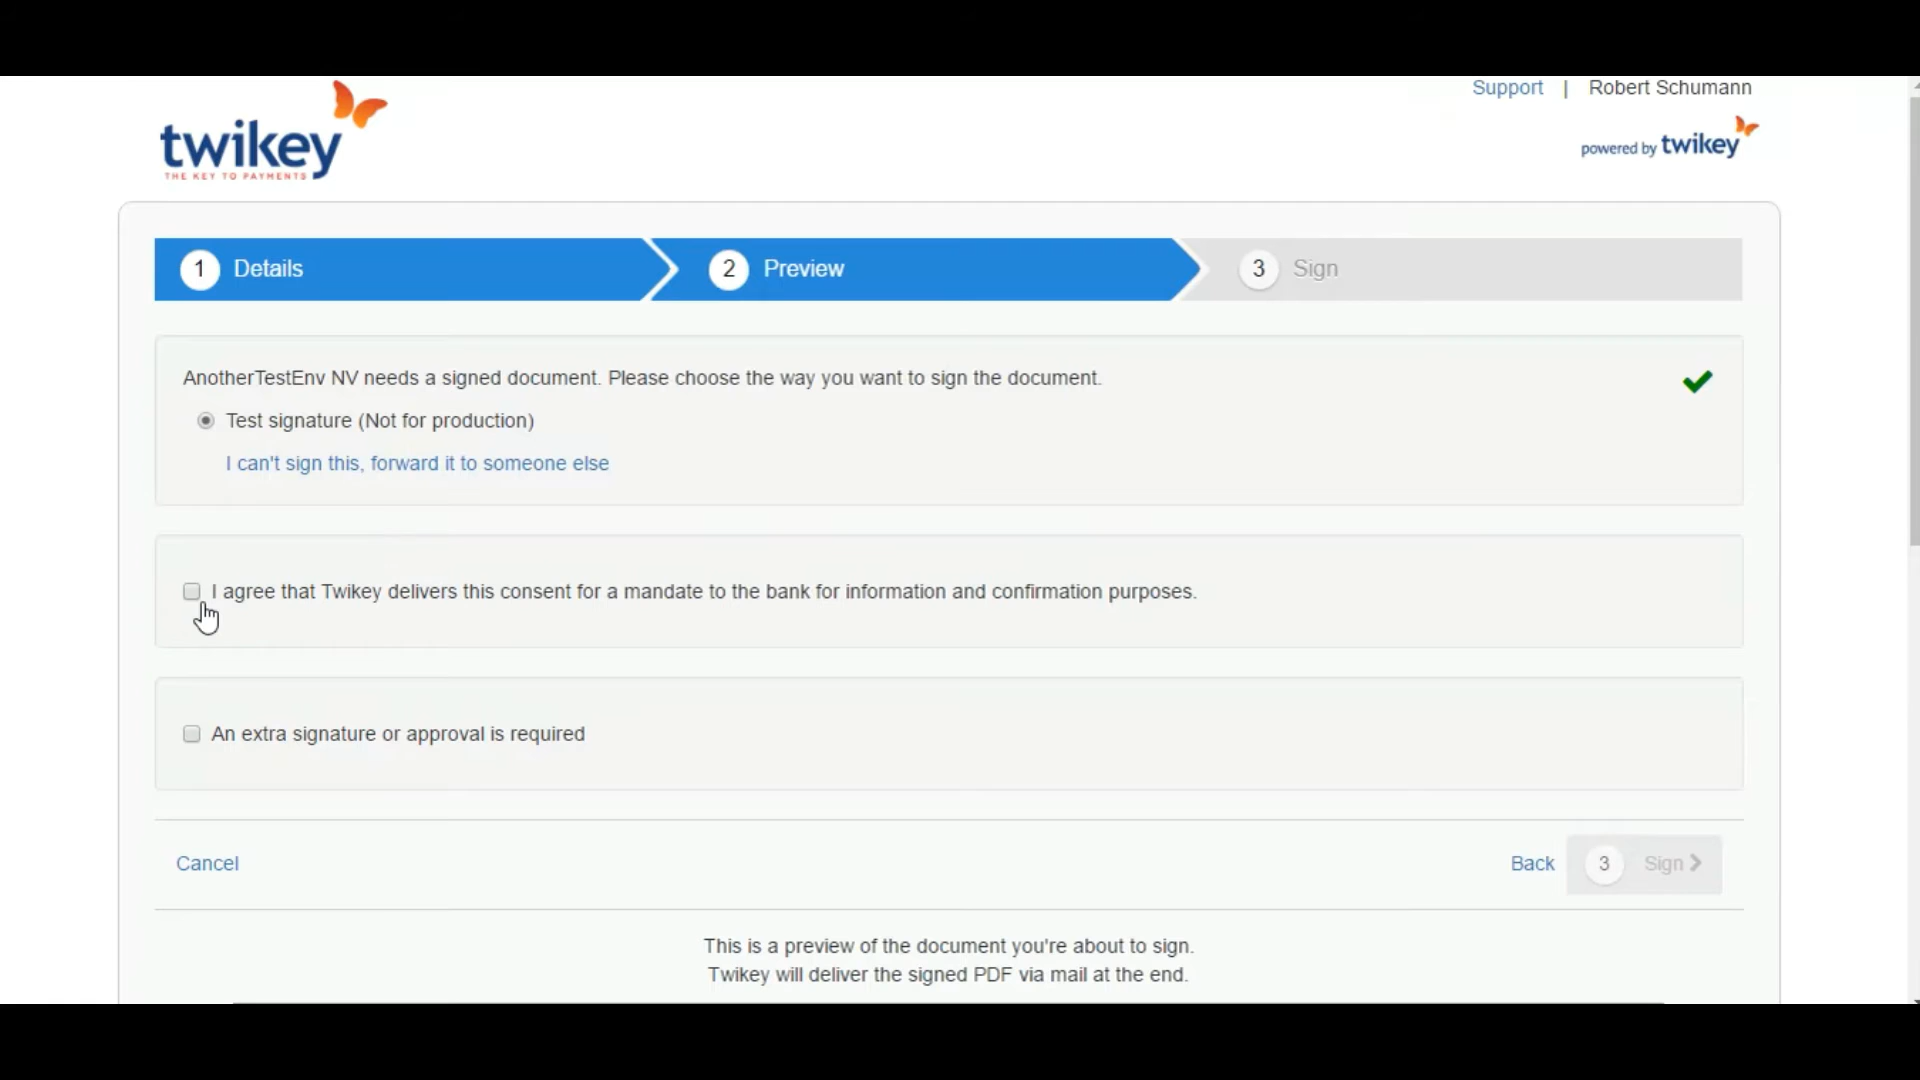 Support | Robert Schumann
twikey
THE KEY TO PAYMENTS
powered by twikey
1 Details
2 Preview
3 Sign
AnotherTestEnv NV needs a signed document. Please choose the way you want to sign the document.
Test signature (Not for production)
I can't sign this, forward it to someone else
I agree that Twikey delivers this consent for a mandate to the bank for information and confirmation purposes.
An extra signature or approval is required
Cancel
Back
3 Sign
This is a preview of the document you're about to sign.
Twikey will deliver the signed PDF via mail at the end.